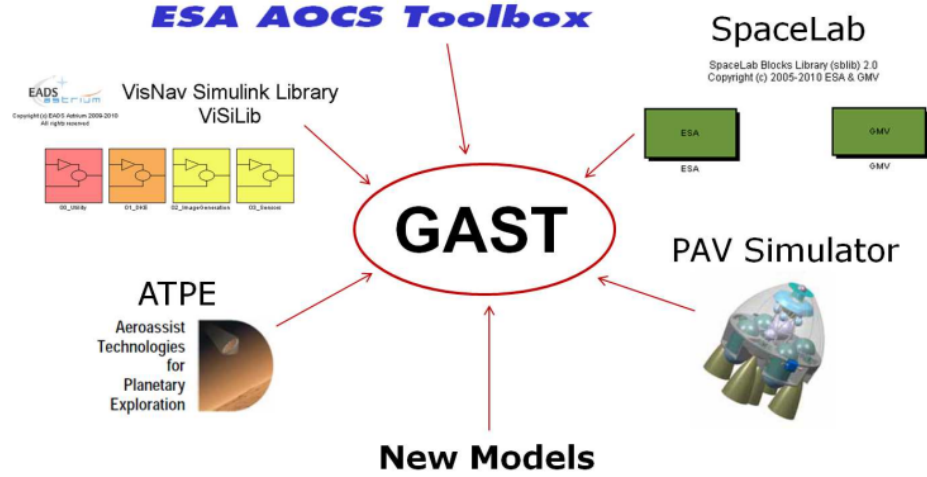 ESA AOCS Toolbox
SpaceLab
SpaceLab Blocks Library (sblib) 2.0
Copyright (c) 2005-2010 ESA & GMV
EADS
astrium
Copyright (c) EADS Astrium 2009-2010
All rights reserved
VisNav Simulink Library
ViSiLib
ESA
ESA
GMV
GMV
00_Utility
01_DKE
02_ImageGeneration
03_Sensor
GAST
PAV Simulator
ATPE
Aeroassist
Technologies
for
Planetary
Exploration
New Models